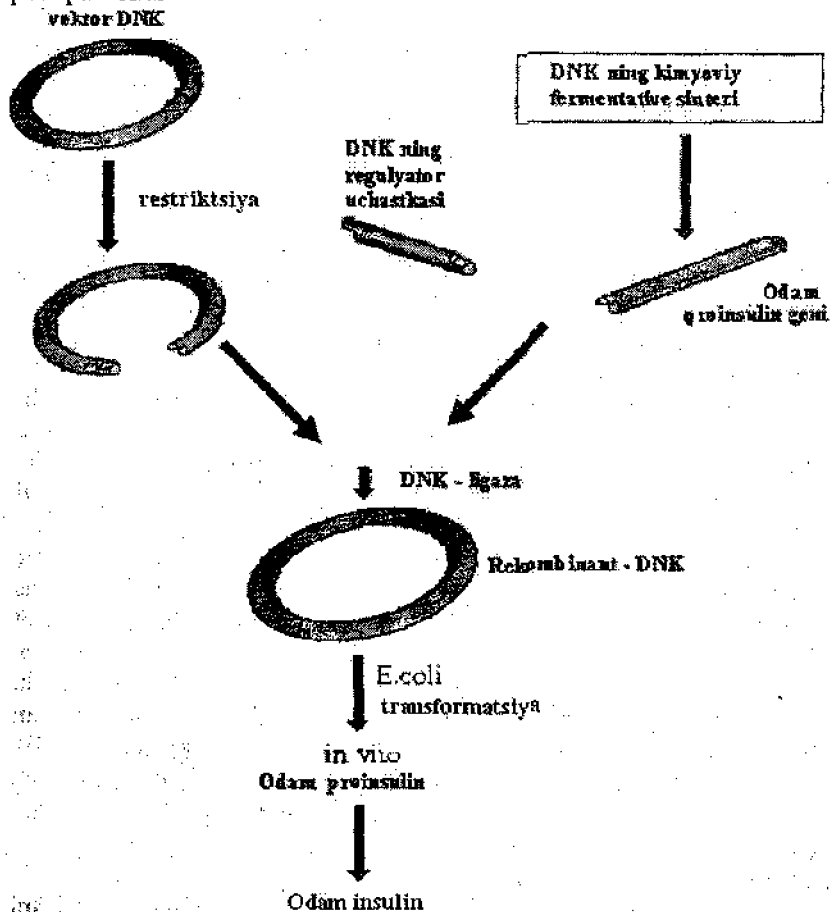 vektor DNK
DNK ning kimyoviy
fermentative sintezi
DNK ning
regulyator
uchastkasi
restriktsiya
Odam
proinsulin geni
DNK - ligaza
Rekombinant - DNK
E.coli
transformatsiya
in vito
Odam proinsulin
Odam insulin